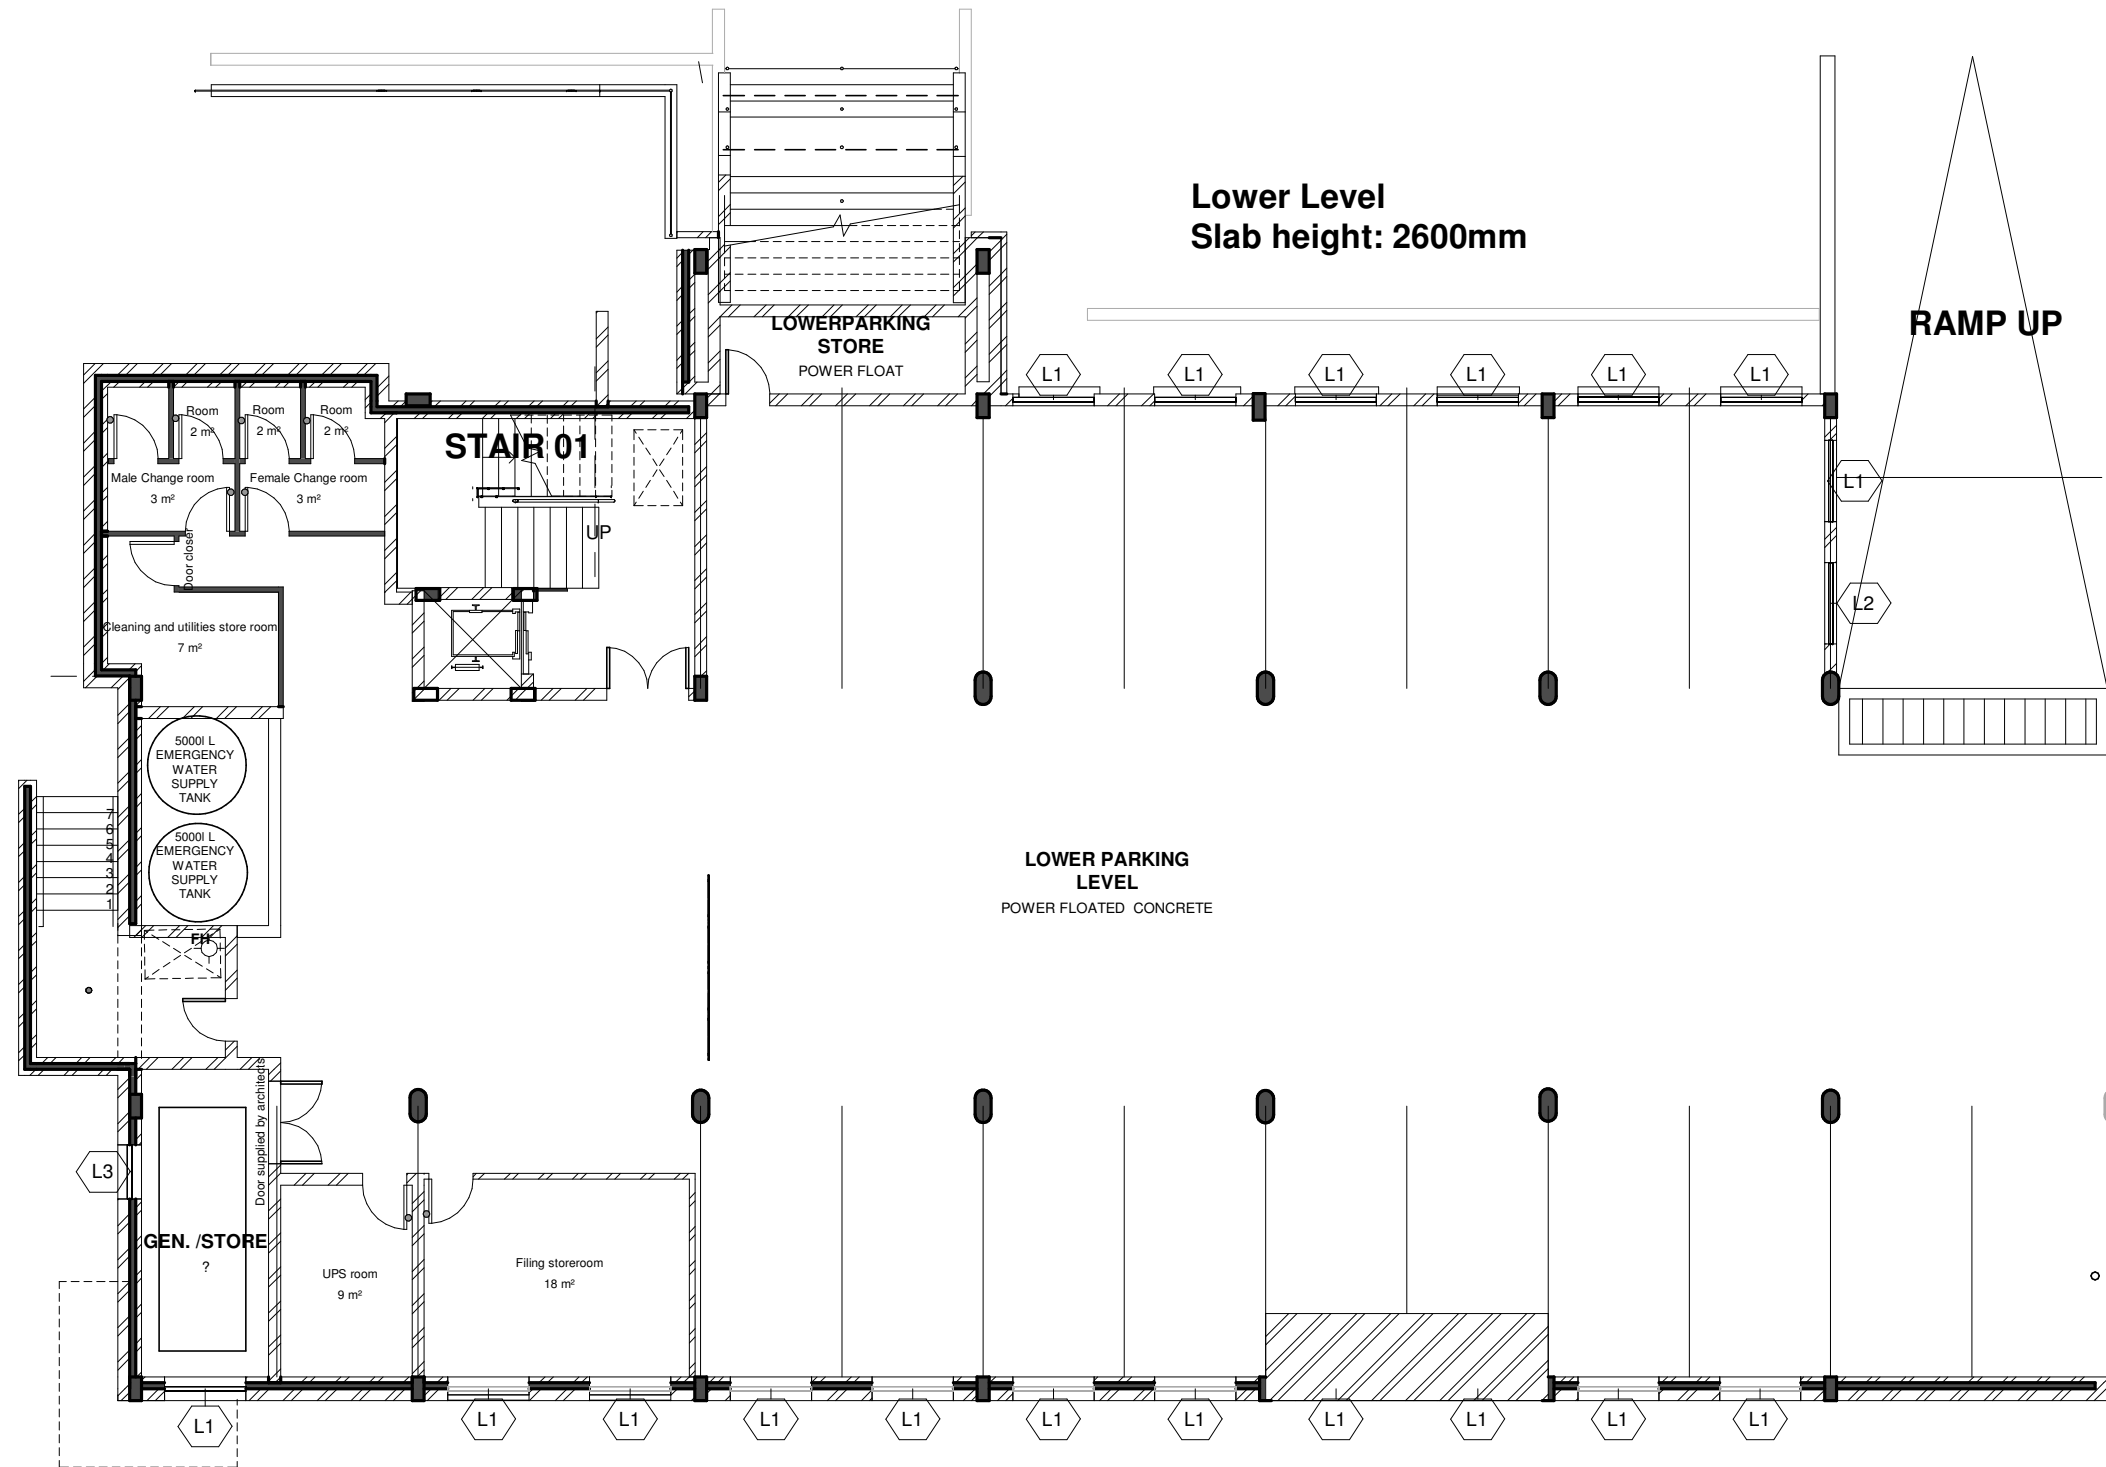 Lower Level
Slab height: 2600mm
RAMP UP
LOWERPARKING
STORE
POWER FLOAT
L1
L1
L1
L1
L1
L1
Room
2 m²
Room
2 m²
Room
2 m²
STAIR 01
Male Change room
3 m²
Female Change room
3 m²
L1
UP
Door closer
L2
Cleaning and utilities store room
7 m²
5000l L
EMERGENCY
WATER
SUPPLY
TANK
7
6
5
4
3
2
1
5000l L
EMERGENCY
WATER
SUPPLY
TANK
LOWER PARKING
LEVEL
POWER FLOATED CONCRETE
FH
Door supplied by architects
L3
GEN. /STORE
?
UPS room
9 m²
Filing storeroom
18 m²
L1
L1
L1
L1
L1
L1
L1
L1
L1
L1
L1